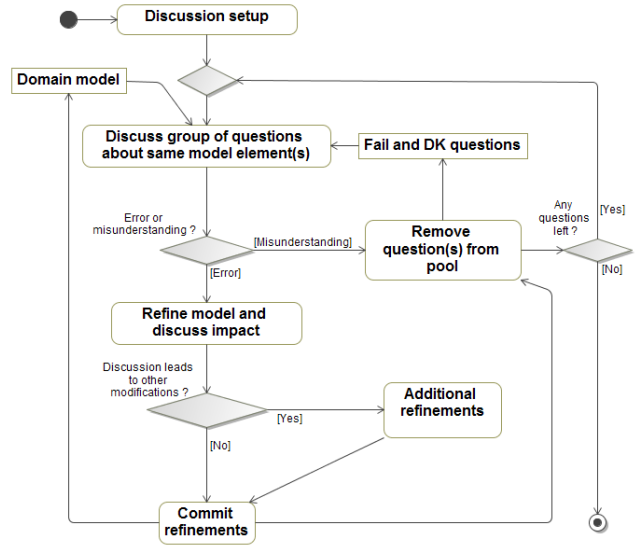 Discussion setup
Domain model
Discuss group of questions
about same model element(s)
Fail and DK questions
Error or
misunderstanding ?
[Misunderstanding]
[Error]
Remove
question(s) from
pool
Any
questions
left ?
[Yes]
[No]
Refine model and
discuss impact
Discussion leads
to other
modifications ?
[Yes]
[No]
Additional
refinements
Commit
refinements